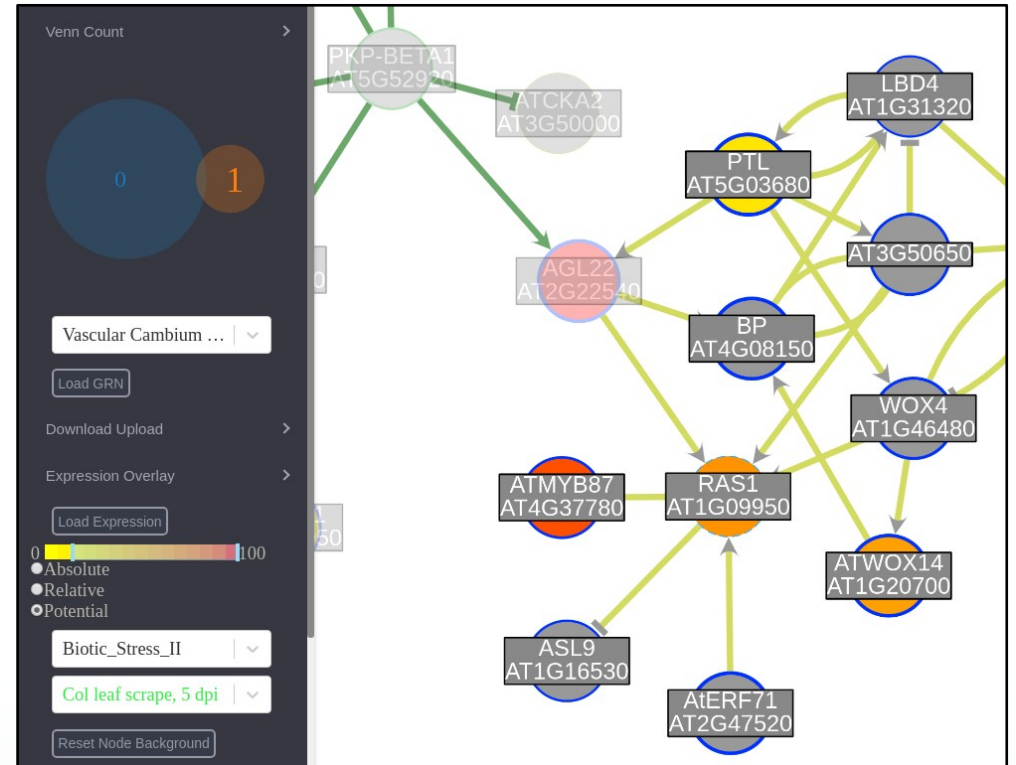 Venn Count
0
1
Vascular Cambium ...
Load GRN
Download Upload
Expression Overlay
Load Expression
0
100
Absolute
Relative
Potential
Biotic_Stress_II
Col leaf scrape, 5 dpi
Reset Node Background
PKP-BETA1
AT5G52920
ATCKA2
AT3G50000
LBD4
AT1G31320
PTL
AT5G03680
AT3G50650
AGL22
AT2G22540
0
BP
AT4G08150
WOX4
AT1G46480
ATMYB87
AT4G37780
RAS1
AT1G09950
50
ATWOX14
AT1G20700
ASL9
AT1G16530
AtERF71
AT2G47520